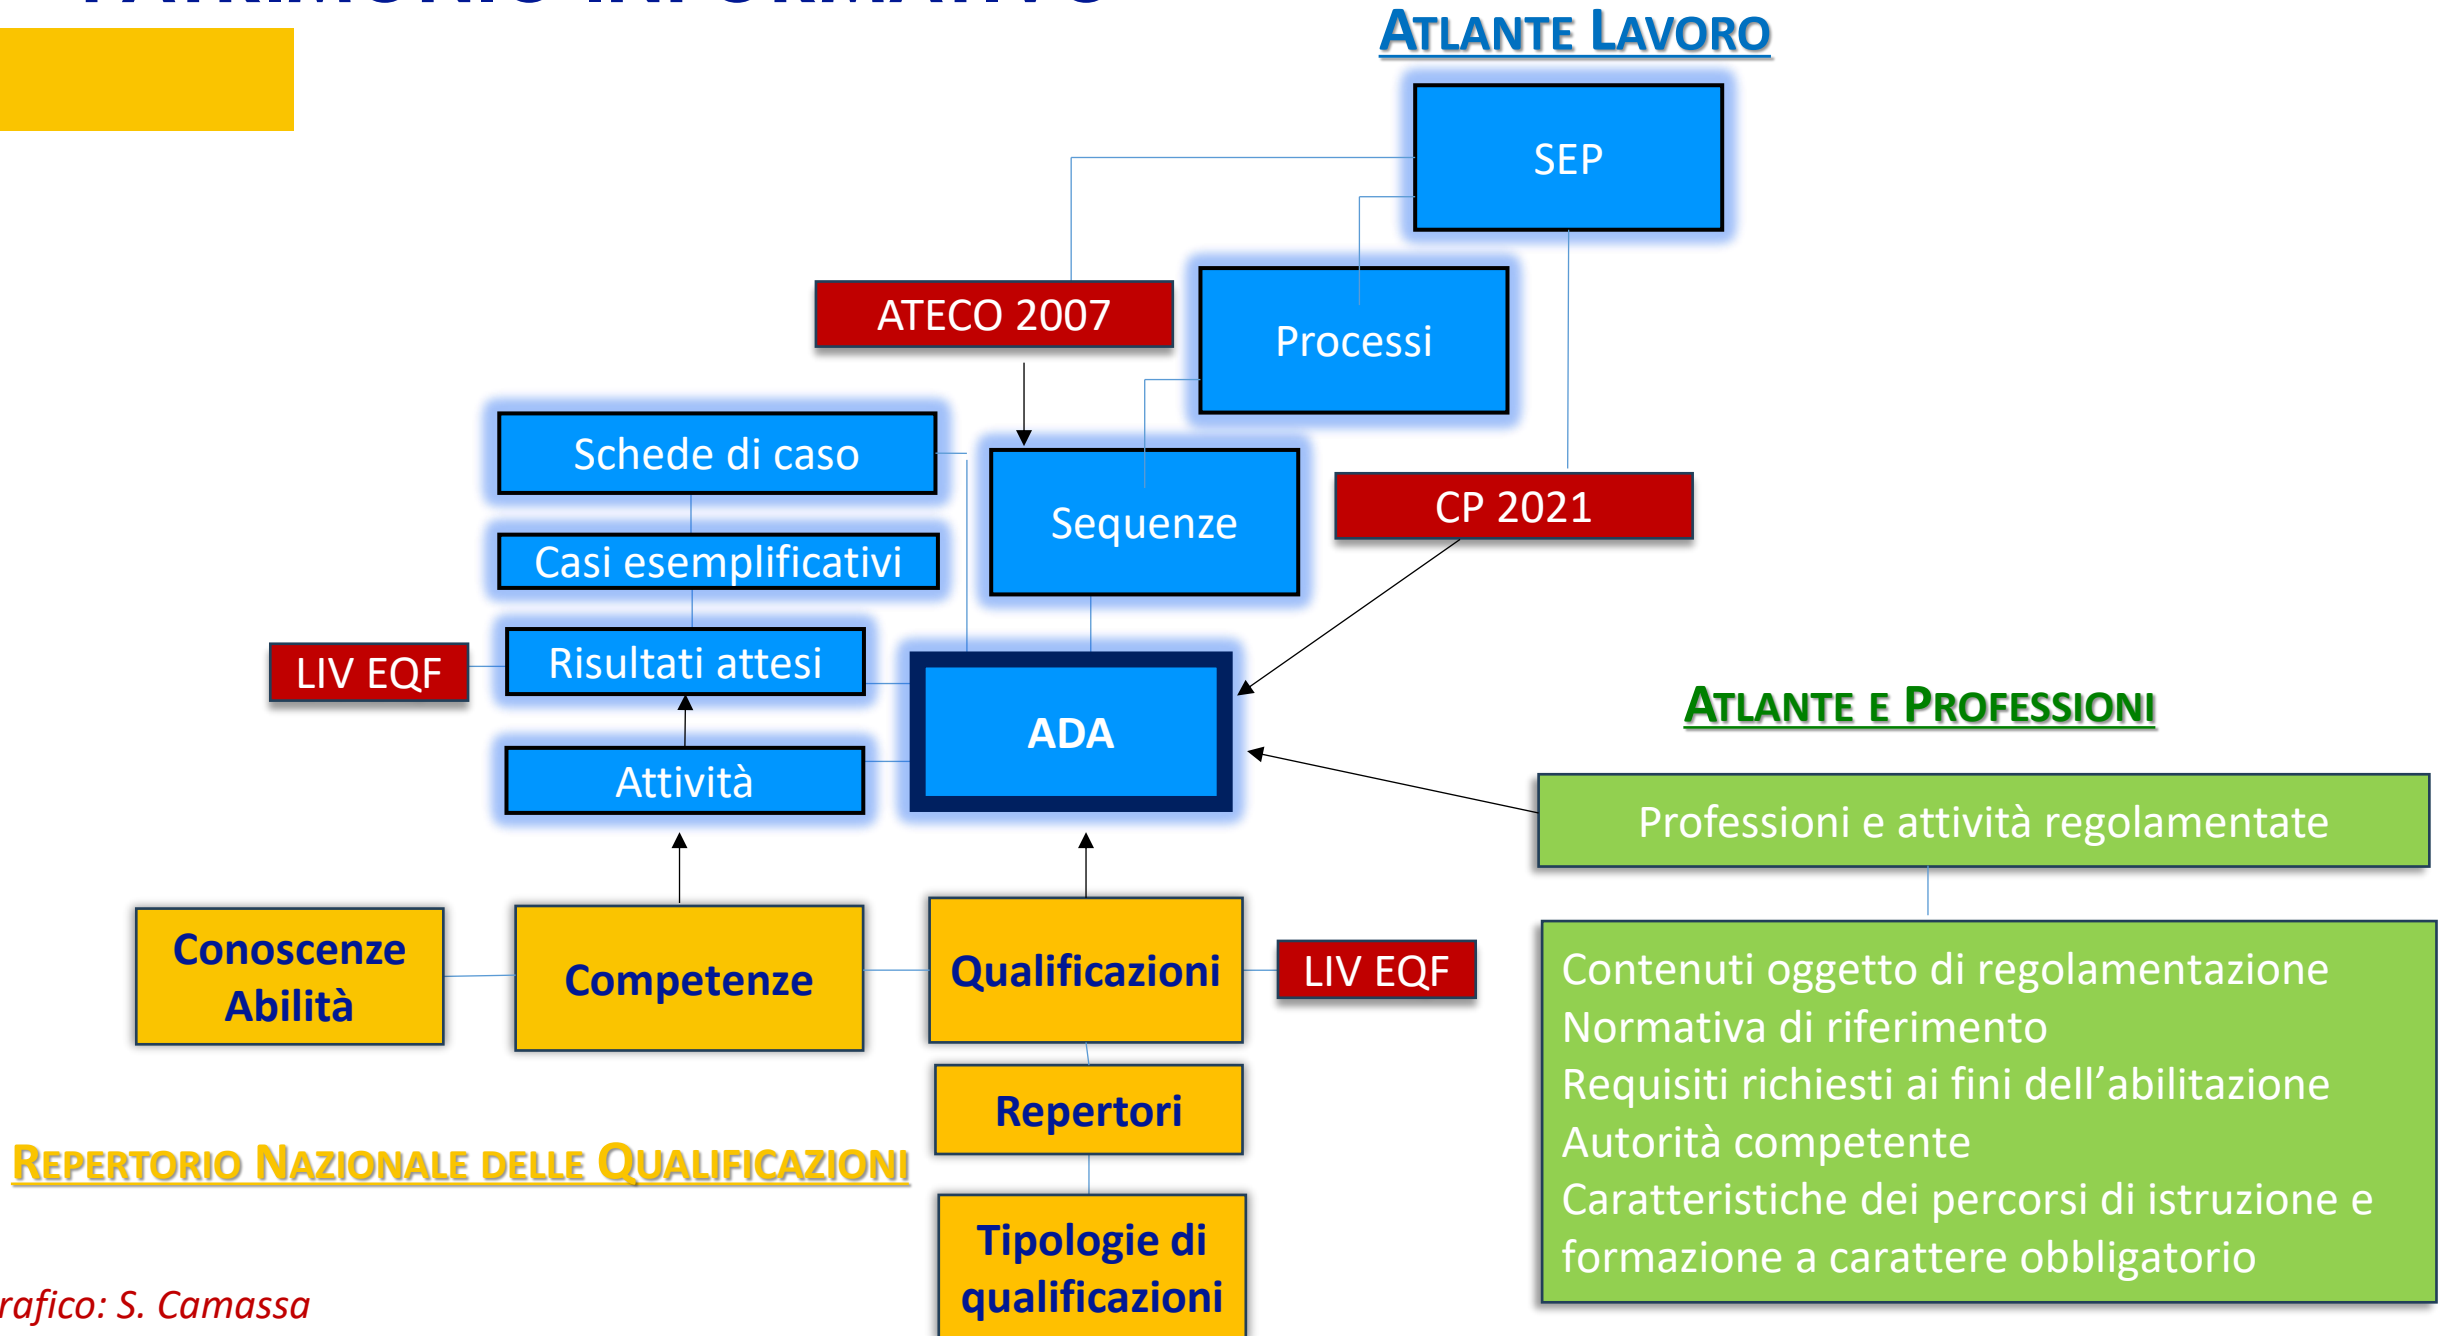 PATRIMONIO INFORMATIVO
ATLANTE LAVORO
SEP
ATECO 2007
Processi
Schede di caso
Sequenze
CP 2021
Casi esemplificativi
LIV EQF
Risultati attesi
ADA
ATLANTE E PROFESSIONI
Attività
Professioni e attività regolamentate
Conoscenze
Abilità
Competenze
Qualificazioni
LIV EQF
Contenuti oggetto di regolamentazione
Normativa di riferimento
Requisiti richiesti ai fini dell’abilitazione
Autorità competente
Caratteristiche dei percorsi di istruzione e
formazione a carattere obbligatorio
Repertori
REPERTORIO NAZIONALE DELLE QUALIFICAZIONI
Tipologie di
qualificazioni
rafico: S. Camassa